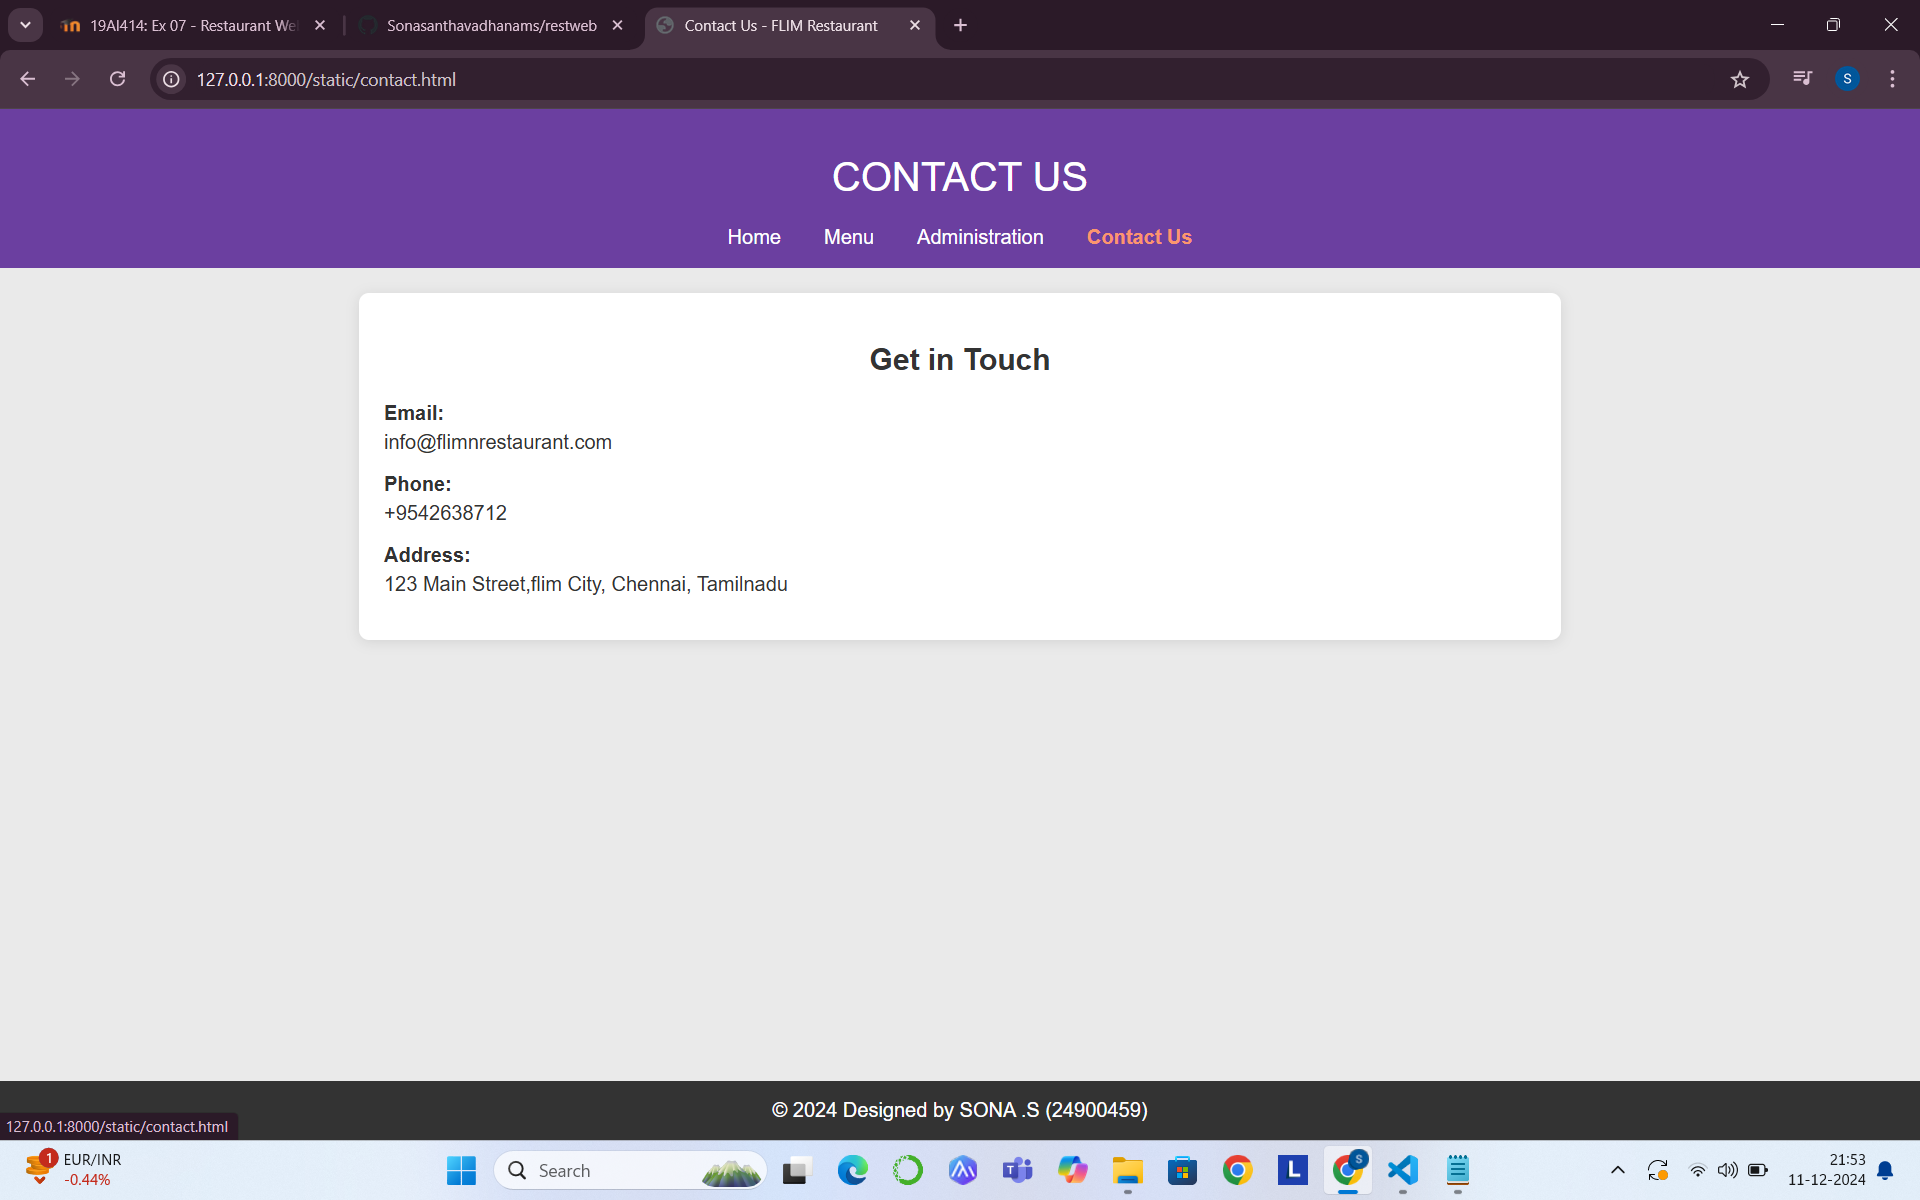 19AI414: Ex 07 - Restaurant We
Sonasanthavadhanams/restweb
Contact Us - FLIM Restaurant
127.0.0.1:8000/static/contact.html
S
CONTACT US
Home Menu Administration Contact Us
Get in Touch
Email:
info@flimnrestaurant.com
Phone:
+9542638712
Address:
123 Main Street,flim City, Chennai, Tamilnadu
© 2024 Designed by SONA .S (24900459)
127.0.0.1:8000/static/contact.html
1
EUR/INR
-0.44%
Search
T
L
S
21:53
11-12-2024